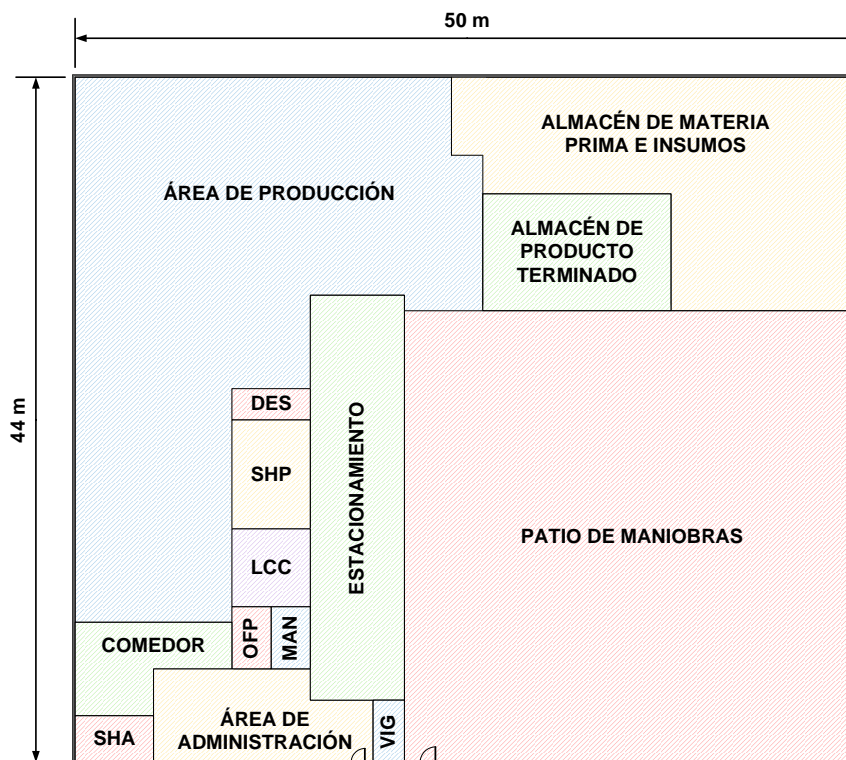 50 m
ALMACÉN DE MATERIA
PRIMA E INSUMOS
ÁREA DE PRODUCCIÓN
ALMACÉN DE
PRODUCTO
TERMINADO
44 m
DES
ESTACIONAMIENTO
SHP
PATIO DE MANIOBRAS
LCC
OFP
MAN
COMEDOR
ÁREA DE
ADMINISTRACIÓN
VIG
SHA